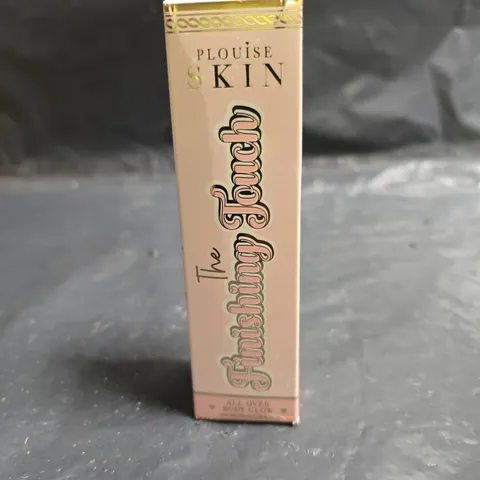 PLOUiSE
SKIN
The
Finishing Touch
ALL OVER
BODY GLOW